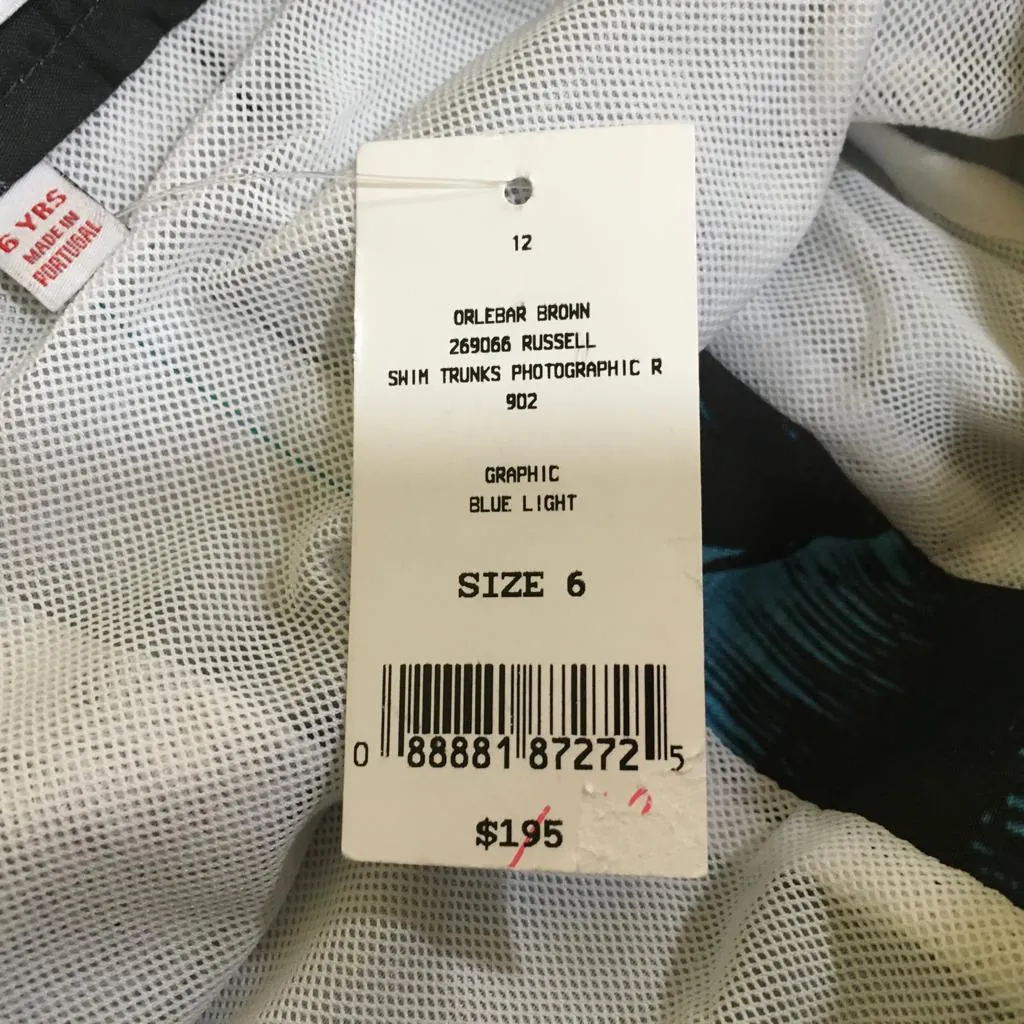 6 YRS
MADE IN
PORTUGAL
12
ORLEBAR BROWN
269066 RUSSELL
SWIM TRUNKS PHOTOGRAPHIC R
902
GRAPHIC
BLUE LIGHT
SIZE 6
0 88881 87272 5
$195